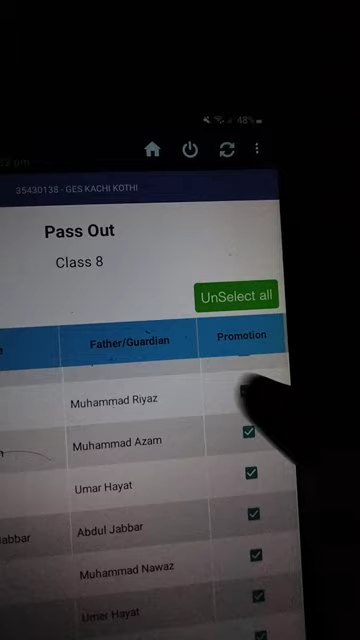 48%
35430138 - GES KACHI KOTHI
Pass Out
Class 8
UnSelect all
Father/Guardian Promotion
Muhammad Riyaz
Muhammad Azam
Umar Hayat
Abdul Jabbar
Muhammad Nawaz
Umer Hayat